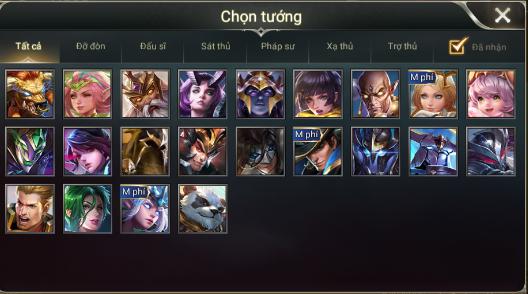 Chọn tướng
Tất cả Đỡ đòn Đấu sĩ Sát thủ Pháp sư Xạ thủ Trợ thủ Đã nhận
M phí
M phí
M phí